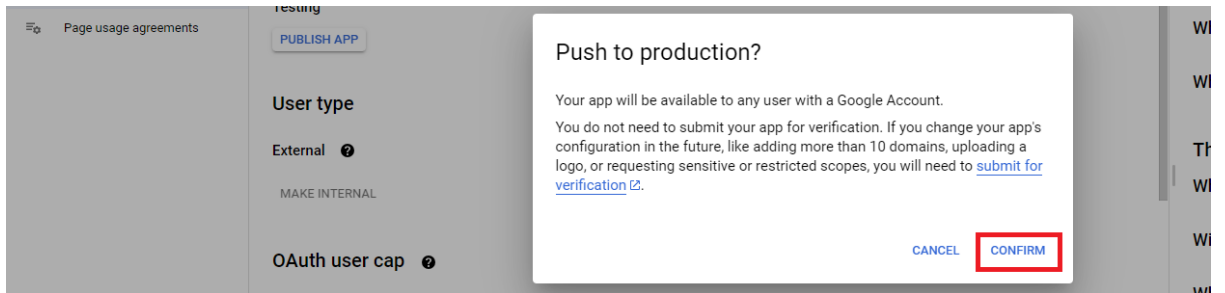 Testing
Page usage agreements
PUBLISH APP
User type
External
MAKE INTERNAL
OAuth user cap
Push to production?
Your app will be available to any user with a Google Account.
You do not need to submit your app for verification. If you change your app's
configuration in the future, like adding more than 10 domains, uploading a
logo, or requesting sensitive or restricted scopes, you will need to submit for
verification.
CANCEL CONFIRM